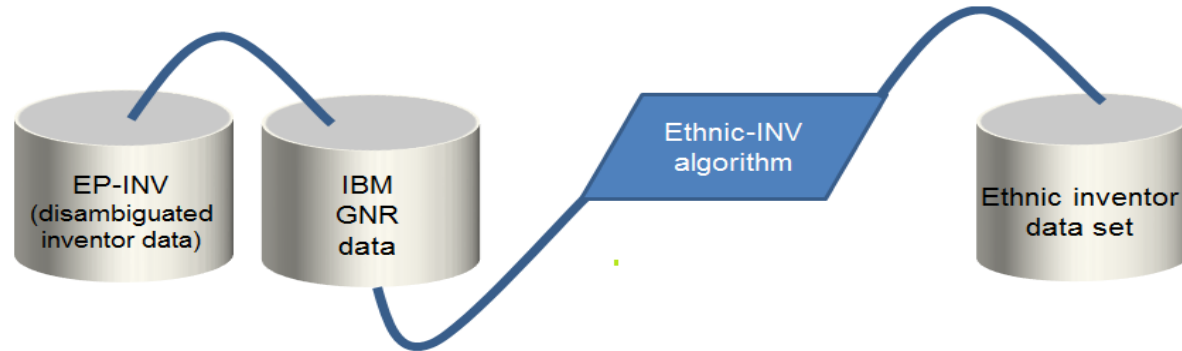 EP-INV
(disambiguated
inventor data)
IBM
GNR
data
Ethnic-INV
algorithm
Ethnic inventor
data set